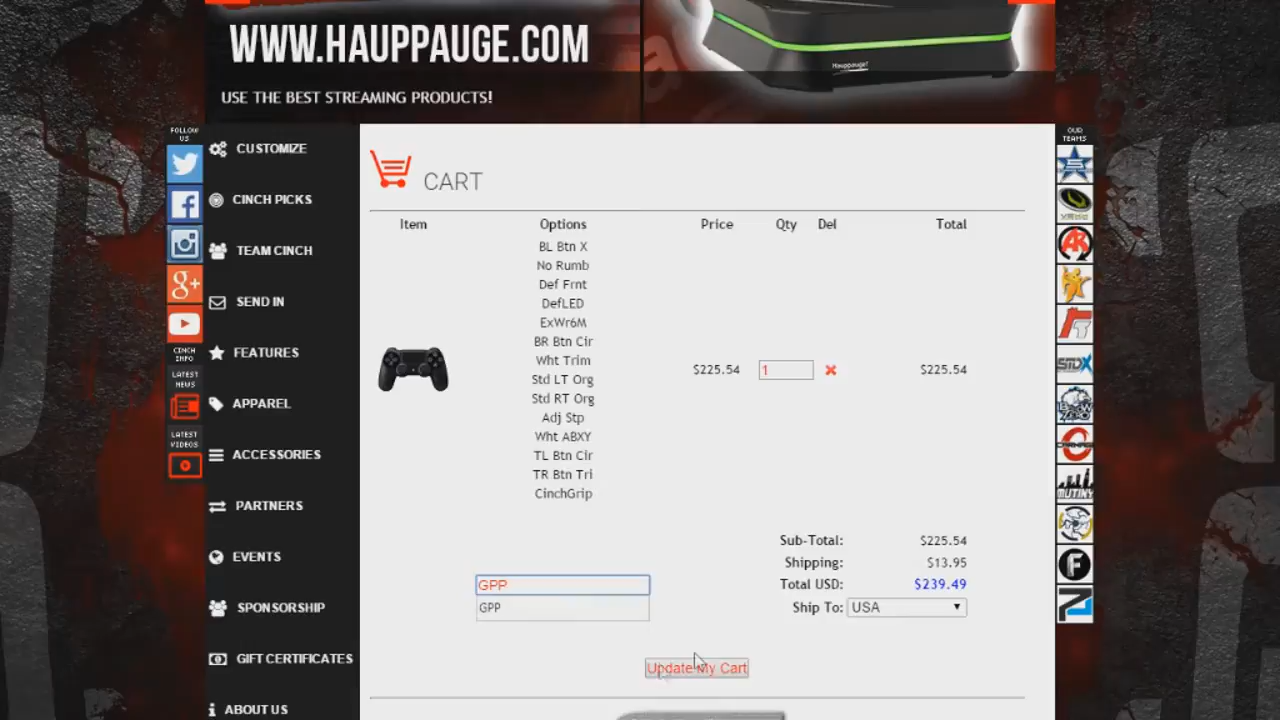 WWW.HAUPPAUGE.COM
Hauppauge!
USE THE BEST STREAMING PRODUCTS!
FOLLOW
US
CUSTOMIZE
CINCH PICKS
TEAM CINCH
SEND IN
FEATURES
CINCH
INFO
LATEST
NEWS
APPAREL
LATEST
VIDEOS
ACCESSORIES
PARTNERS
EVENTS
SPONSORSHIP
GIFT CERTIFICATES
ABOUT US
CART
Item Options Price Qty Del Total
BL Btn X
No Rumb
Def Frnt
DefLED
ExWr6M
BR Btn Cir
Wht Trim
$225.54 1 $225.54
Std LT Org
Std RT Org
Adj Stp
Wht ABXY
TL Btn Cir
TR Btn Tri
CinchGrip
Sub-Total: $225.54
Shipping: $13.95
Total USD: $239.49
Ship To: USA
GPP
GPP
Update My Cart
OUR
TEAMS
STDX
MUTINY